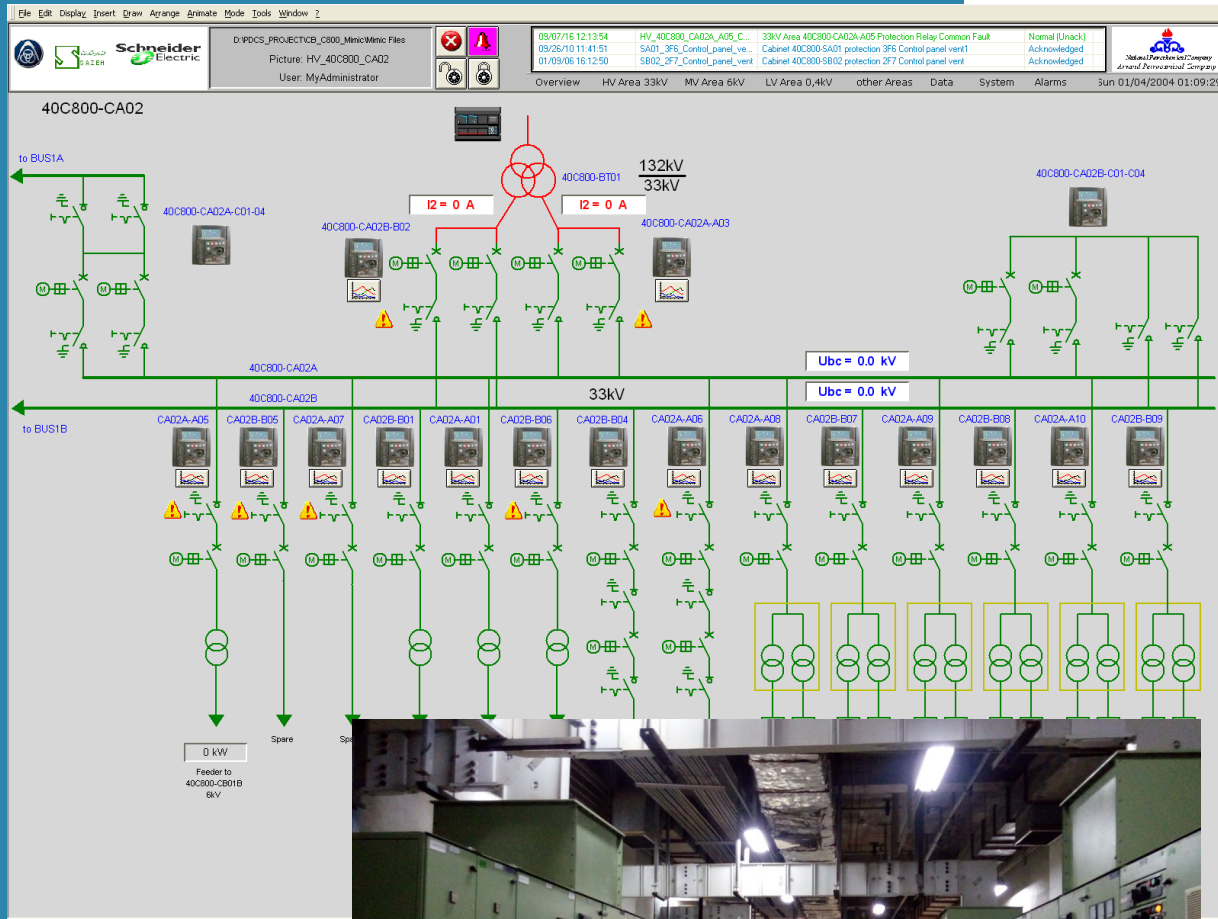 File Edit Display Insert Draw Arrange Animate Mode Tools Window ?
SAZEH
Schneider
Electric
D:\PDCS_PROJECT\CB_C800_Mimic\Mimic Files
Picture: HV_40C800_CA02
User: MyAdministrator
09/07/16 12:13:54 HV_40C800_CA02A_A05_C... 33kV Area 40C800-CA02A-A05 Protection Relay Common Fault Normal (Unack)
09/26/10 11:41:51 SA01_3F6_Control_panel_ve... Cabinet 40C800-SA01 protection 3F6 Control panel vent1 Acknowledged
01/09/06 16:12:50 SB02_2F7_Control_panel_vent Cabinet 40C800-SB02 protection 2F7 Control panel vent Acknowledged
National Petrochemical Company
Arvand Petrochemical Company
Overview HV Area 33kV MV Area 6kV LV Area 0,4kV other Areas Data System Alarms Sun 01/04/2004 01:09:29
40C800-CA02
to BUS1A
40C800-BT01
132kV
33kV
40C800-CA02B-C01-C04
I2 = 0 A
I2 = 0 A
40C800-CA02A-C01-04
40C800-CA02B-B02
40C800-CA02A-A03
M M M M
M M M M
Ubc = 0.0 kV
40C800-CA02A
Ubc = 0.0 kV
40C800-CA02B
33kV
to BUS1B
CA02A-A05 CA02B-B05 CA02A-A07 CA02B-B01 CA02A-A01 CA02B-B06 CA02B-B04 CA02A-A06 CA02A-A08 CA02B-B07 CA02A-A09 CA02B-B08 CA02A-A10 CA02B-B09
M M M M M M M M M M M M M M
M M
Spare
0 kW
Feeder to
40C800-CB01B
6kV